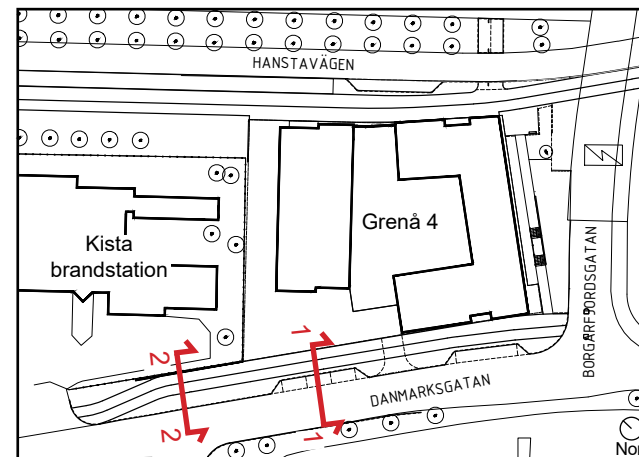 HANSTAVÄGEN
Grenå 4
Kista
brandstation
BORGARFJORDSGATAN
1
2
DANMARKSGATAN
2
1
Nor